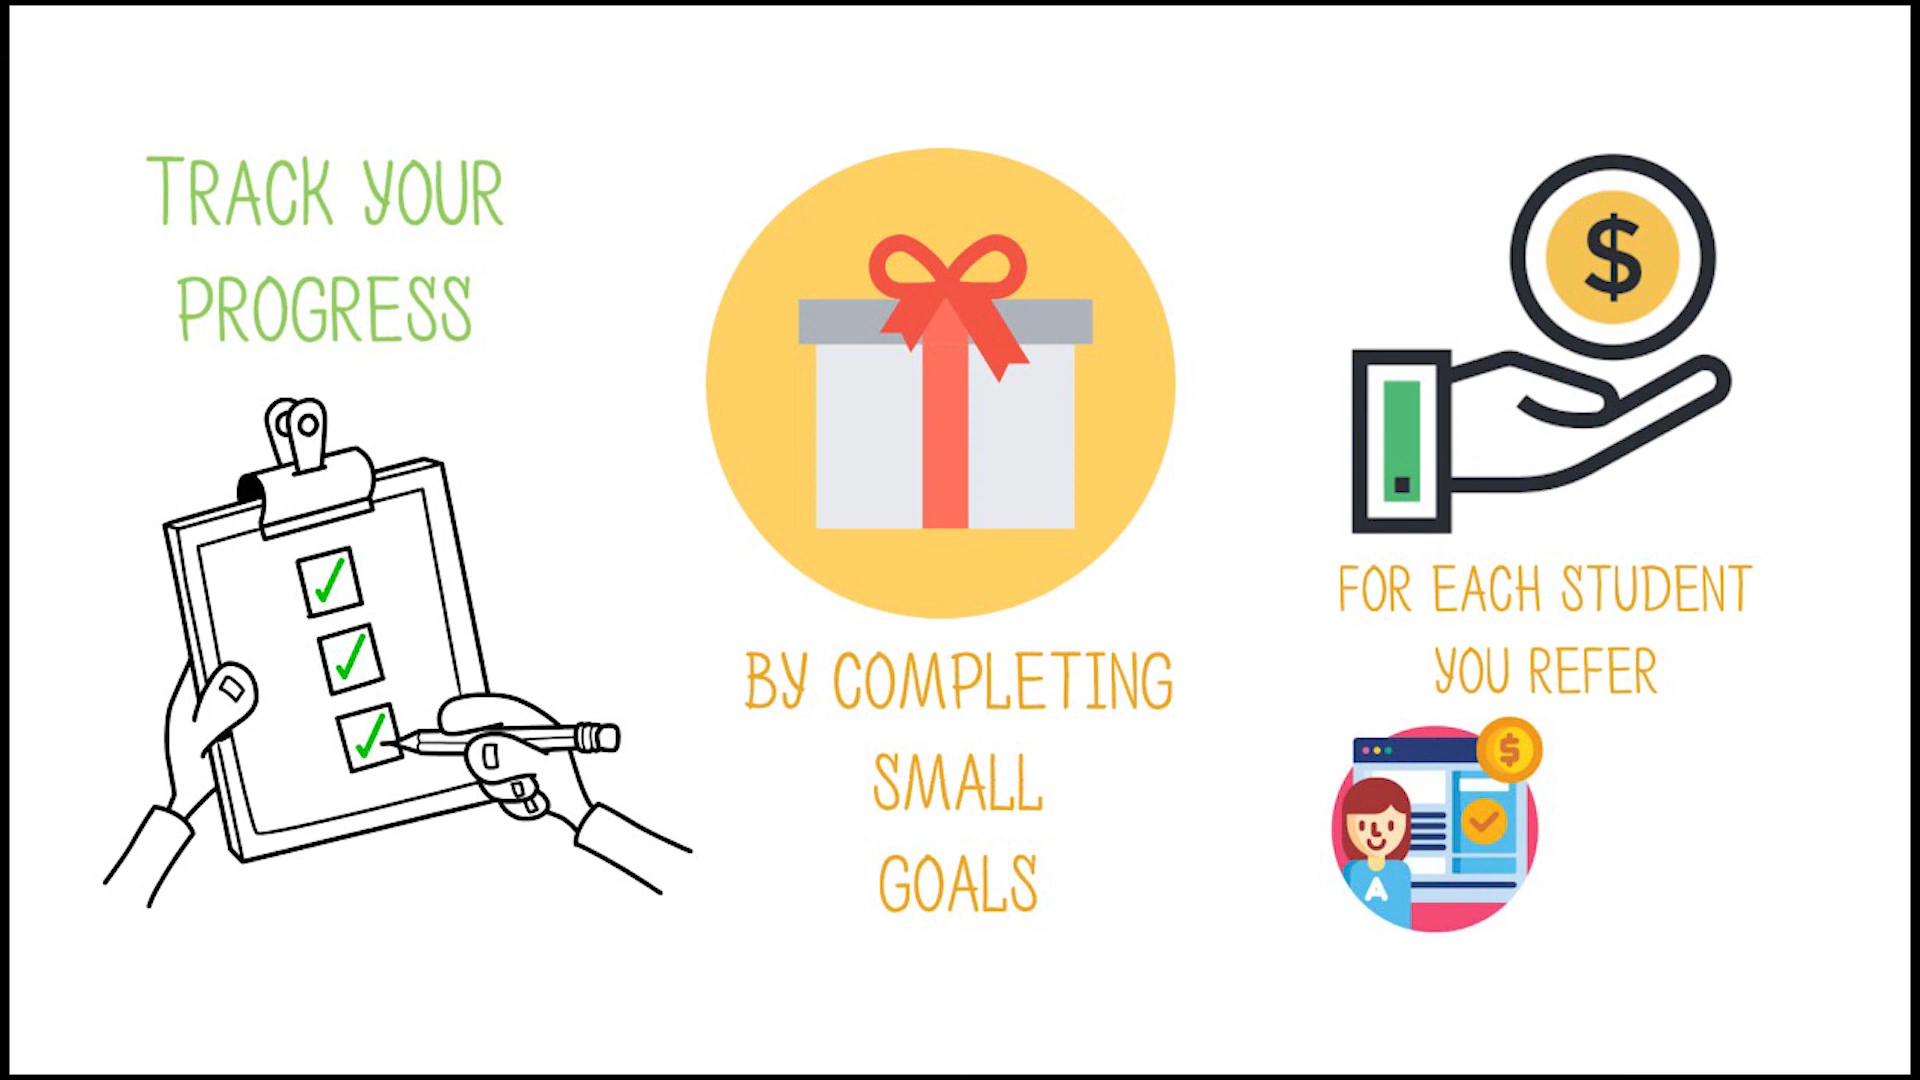 TRACK YOUR
PROGRESS
BY COMPLETING
SMALL
GOALS
$
FOR EACH STUDENT
YOU REFER
$
A